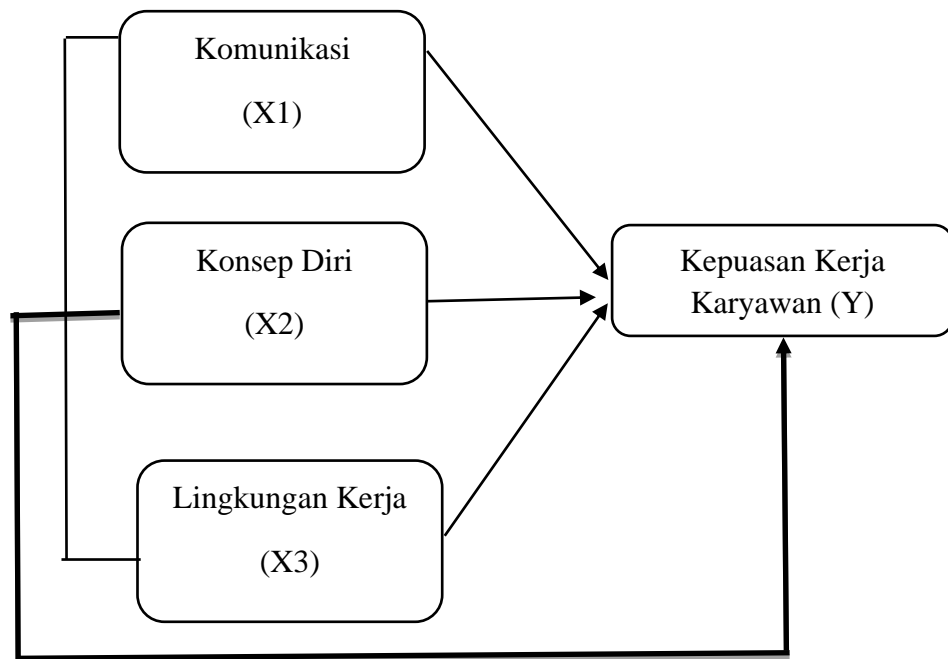 Komunikasi
(X1)
Konsep Diri
(X2)
Kepuasan Kerja
Karyawan (Y)
Lingkungan Kerja
(X3)